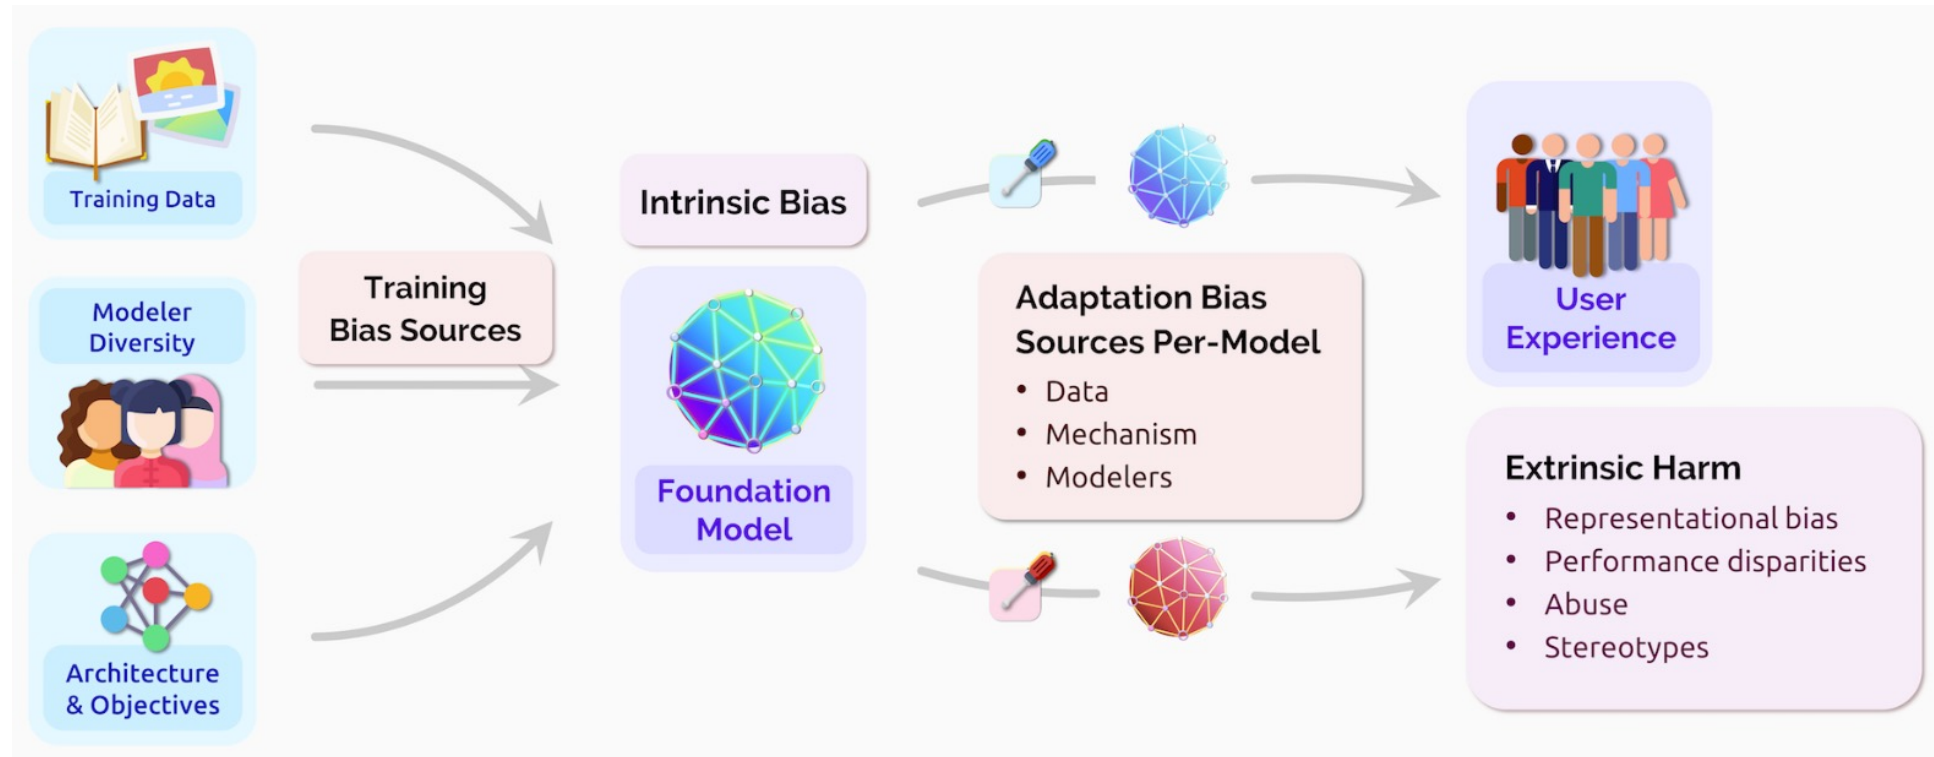 Training Data
Modeler
Diversity
Architecture
& Objectives
Training
Bias Sources
Intrinsic Bias
Foundation
Model
Adaptation Bias
Sources Per-Model
• Data
• Mechanism
• Modelers
User
Experience
Extrinsic Harm
• Representational bias
• Performance disparities
• Abuse
• Stereotypes